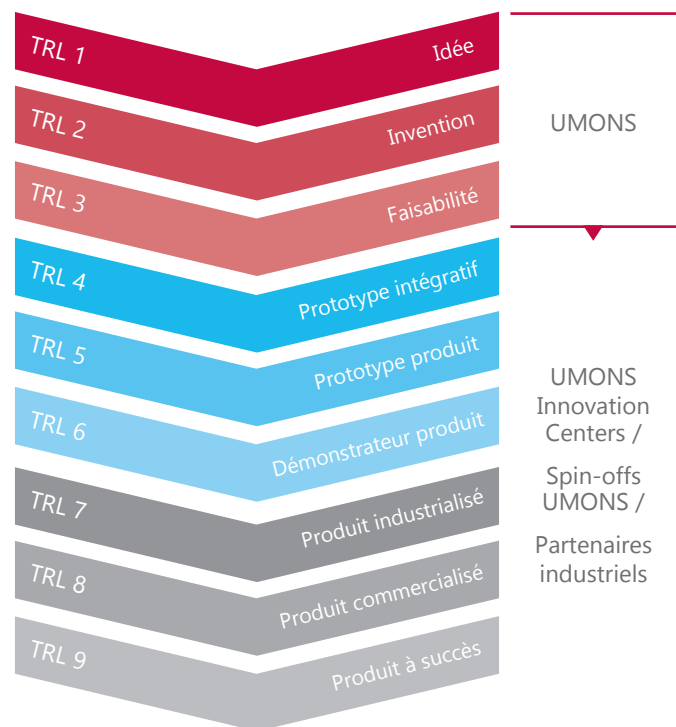 TRL 1
Idée
TRL 2
Invention
TRL 3
Faisabilité
TRL 4
Prototype intégratif
TRL 5
Prototype produit
TRL 6
Démonstrateur produit
TRL 7
Produit industrialisé
TRL 8
Produit commercialisé
TRL 9
Produit à succès
UMONS
UMONS
Innovation
Centers /
Spin-offs
UMONS /
Partenaires
industriels